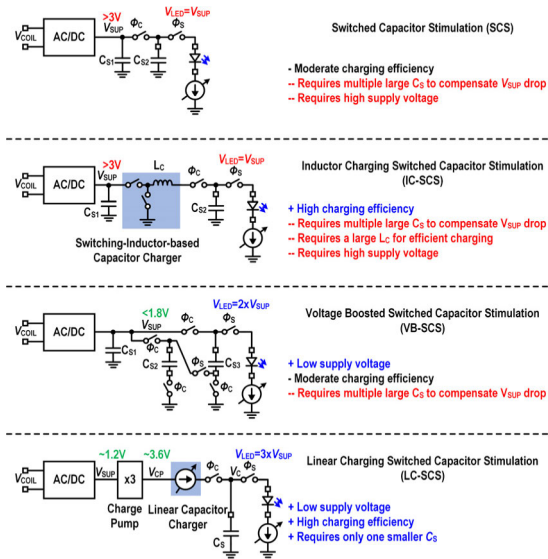 >3V
V_SUP
Φ_C
Φ_S
V_LED=V_SUP
V_COIL
AC/DC
C_S1
C_S2
Switched Capacitor Stimulation (SCS)
- Moderate charging efficiency
-- Requires multiple large C_S to compensate V_SUP drop
-- Requires high supply voltage
>3V
V_SUP
L_C
Φ_C
Φ_S
V_LED=V_SUP
V_COIL
AC/DC
C_S1
C_S2
Switching-Inductor-based
Capacitor Charger
Inductor Charging Switched Capacitor Stimulation
(IC-SCS)
+ High charging efficiency
-- Requires multiple large C_S to compensate V_SUP drop
-- Requires a large L_C for efficient charging
-- Requires high supply voltage
<1.8V
V_SUP
Φ_C
Φ_S
V_LED=2xV_SUP
V_COIL
AC/DC
C_S1
Φ_C
C_S2
Φ_S
C_S3
Φ_C
Φ_C
Voltage Boosted Switched Capacitor Stimulation
(VB-SCS)
+ Low supply voltage
- Moderate charging efficiency
-- Requires multiple large C_S to compensate V_SUP drop
~1.2V
V_SUP
~3.6V
V_CP
Φ_C
V_C
Φ_S
V_LED=3xV_SUP
V_COIL
AC/DC
x3
Charge
Pump
Linear Capacitor
Charger
C_S
Linear Charging Switched Capacitor Stimulation
(LC-SCS)
+ Low supply voltage
+ High charging efficiency
+ Requires only one smaller C_S